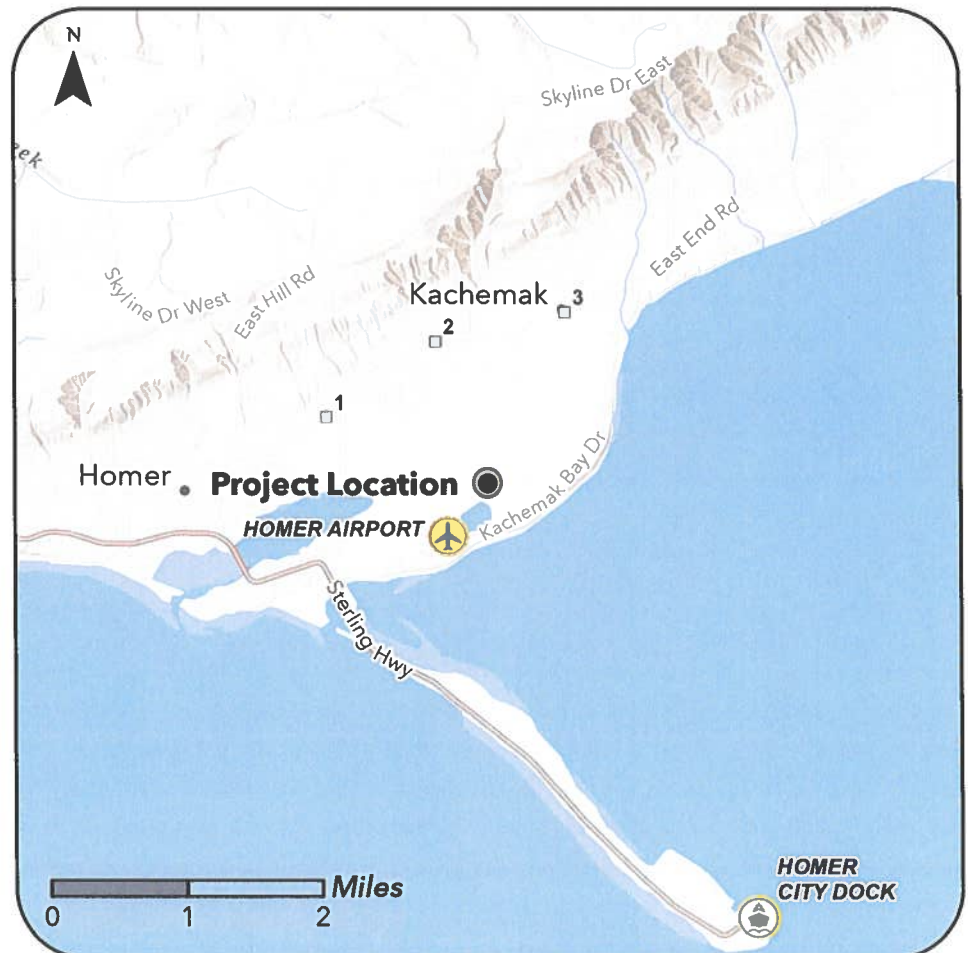 N
Skyline Dr East
eek
East End Rd
Skyline Dr West
East Hill Rd
Kachemak
3
2
1
Homer
Project Location
Kachemak Bay Dr
HOMER AIRPORT
Sterling Hwy
HOMER
CITY DOCK
Miles
0 1 2